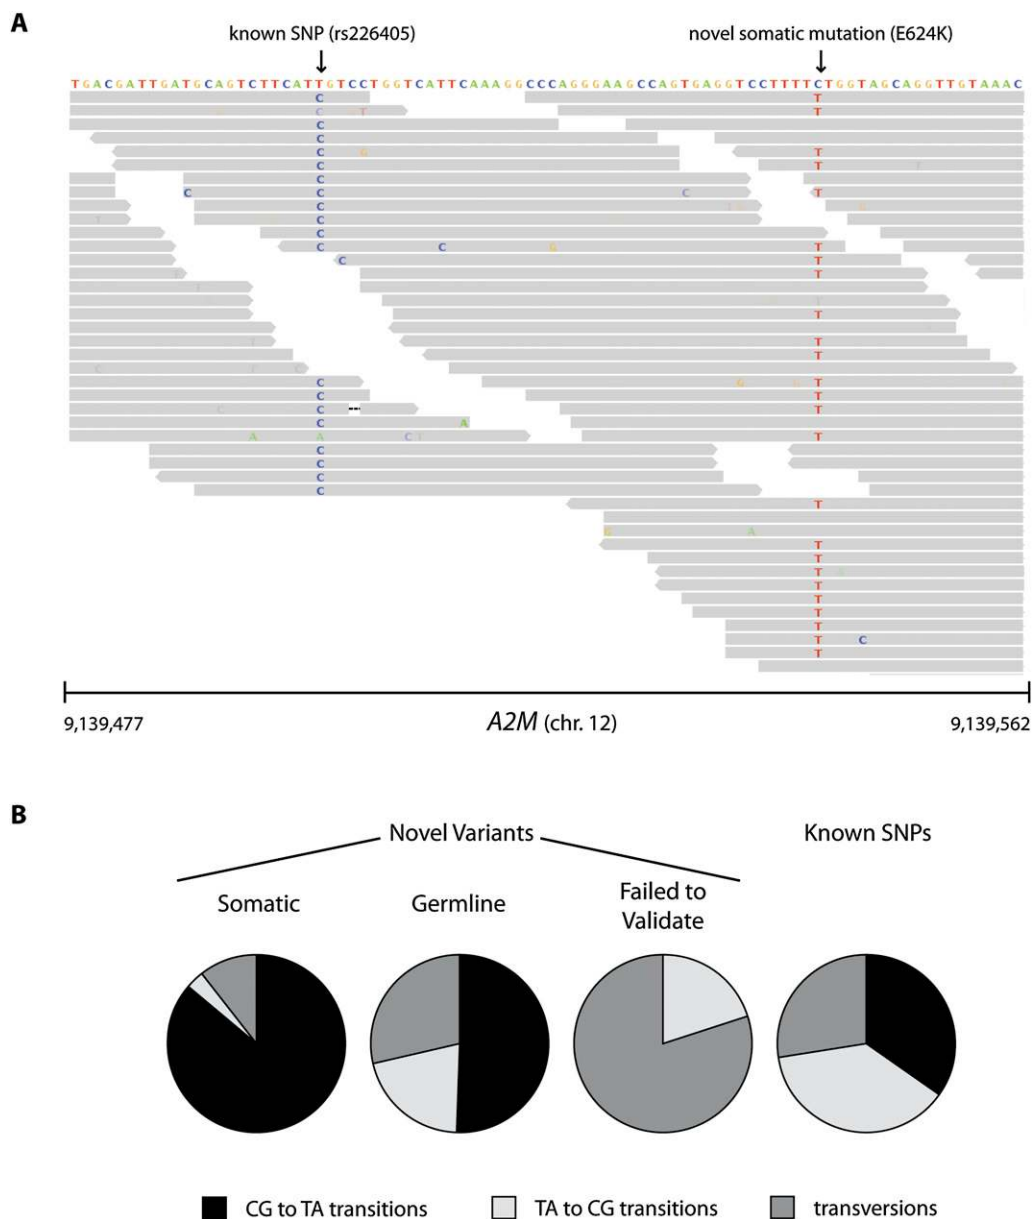 A
known SNP (rs226405)
novel somatic mutation (E624K)
TGACGATTGATGCAGTCTTCATTGTCCTGGTCATTCAAAGGCCCAGGGAAGCCAGTGAGGTCCTTTTCTGGTAGCAGGTTGTAAAC
C T
C T T
C
C
C G T
C T
C
C C C T
C G
C
C
C C G T
C T
T
T
T
T
C G G T
C T
C T
C A
A A C T T
C
C
C
C
T
G A
T
T
T
T
T
T
T
T C
T
9,139,477
A2M (chr. 12)
9,139,562
B
Novel Variants
Known SNPs
Somatic
Germline
Failed to
Validate
CG to TA transitions
TA to CG transitions
transversions